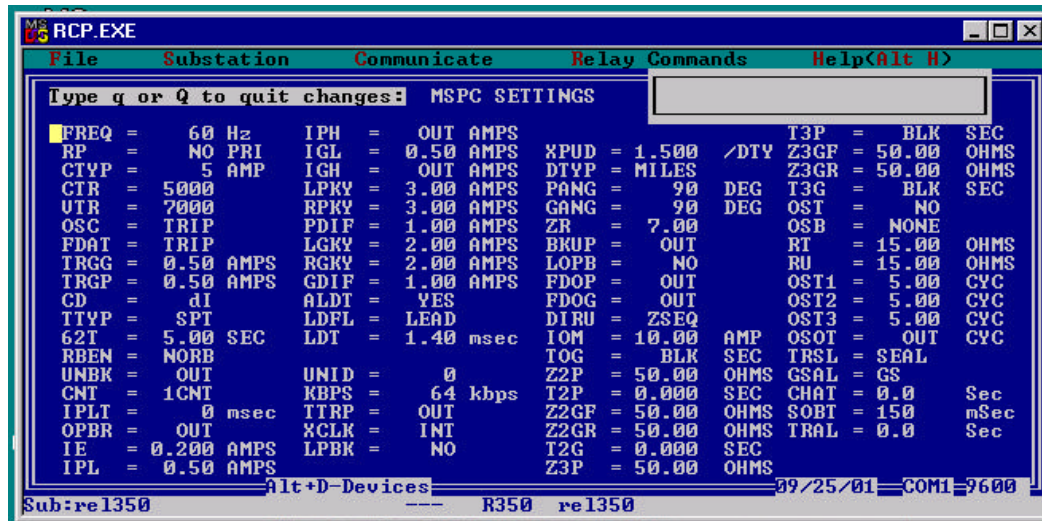 RCP.EXE
File Substation Communicate Relay Commands Help(Alt H)
Type q or Q to quit changes: MSPC SETTINGS
FREQ = 60 Hz IPH = OUT AMPS T3P = BLK SEC
RP = NO PRI IGL = 0.50 AMPS XPUD = 1.500 /DTY Z3GF = 50.00 OHMS
CTYP = 5 AMP IGH = OUT AMPS DTYP = MILES Z3GR = 50.00 OHMS
CTR = 5000 LPKY = 3.00 AMPS PANG = 90 DEG T3G = BLK SEC
VTR = 7000 RPKY = 3.00 AMPS GANG = 90 DEG OST = NO
OSC = TRIP PDIF = 1.00 AMPS ZR = 7.00 OSB = NONE
FDAT = TRIP LGKY = 2.00 AMPS BKUP = OUT RT = 15.00 OHMS
TRGG = 0.50 AMPS RGKY = 2.00 AMPS LOPB = NO RU = 15.00 OHMS
TRGP = 0.50 AMPS GDIF = 1.00 AMPS FDOP = OUT OST1 = 5.00 CYC
CD = dI ALDT = YES FDOG = OUT OST2 = 5.00 CYC
TTYP = SPT LDFL = LEAD DIRU = ZSEQ OST3 = 5.00 CYC
62T = 5.00 SEC LDT = 1.40 msec IOM = 10.00 AMP OSOT = OUT CYC
RBEN = NORB TOG = BLK SEC TRSL = SEAL
UNBK = OUT UNID = 0 Z2P = 50.00 OHMS GSAL = GS
CNT = 1CNT KBPS = 64 kbps T2P = 0.000 SEC CHAT = 0.0 Sec
IPLT = 0 msec TTRP = OUT Z2GF = 50.00 OHMS SOBT = 150 mSec
OPBR = OUT XCLK = INT Z2GR = 50.00 OHMS TRAL = 0.0 Sec
IE = 0.200 AMPS LPBK = NO T2G = 0.000 SEC
IPL = 0.50 AMPS Z3P = 50.00 OHMS
Alt+D-Devices 09/25/01 COM1 9600
Sub:rel350 --- R350 rel350